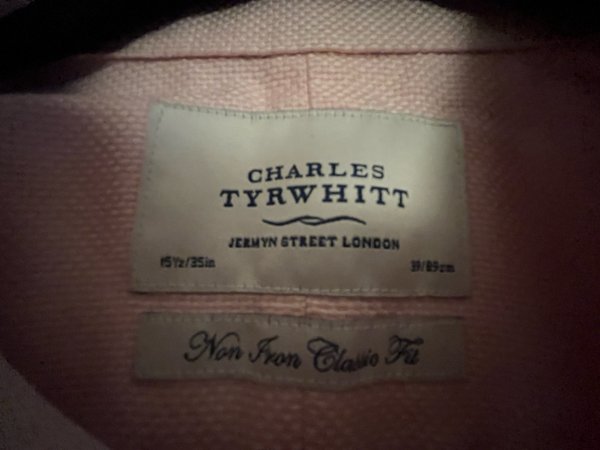 CHARLES
TYRWHITT
JERMYN STREET LONDON
15½/35in 39/89cm
Non Iron Classic Fit